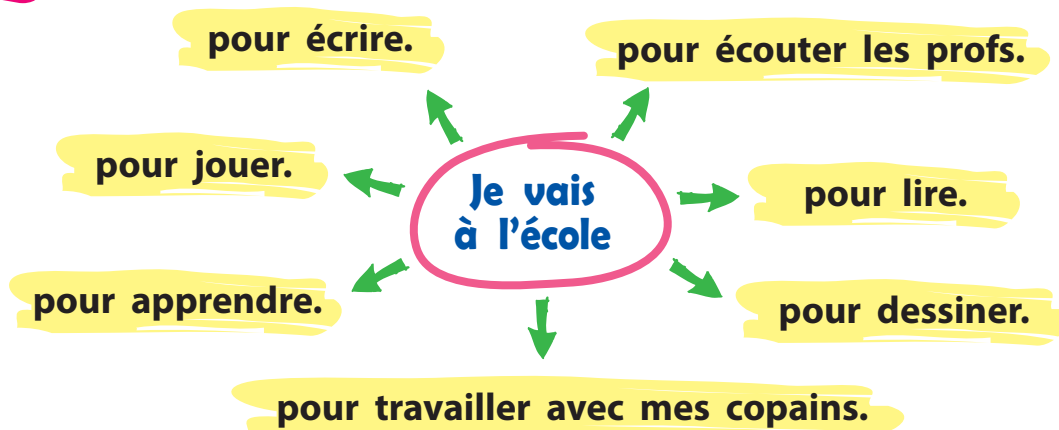 pour écrire.
pour écouter les profs.
pour jouer.
Je vais
à l'école
pour lire.
pour apprendre.
pour dessiner.
pour travailler avec mes copains.